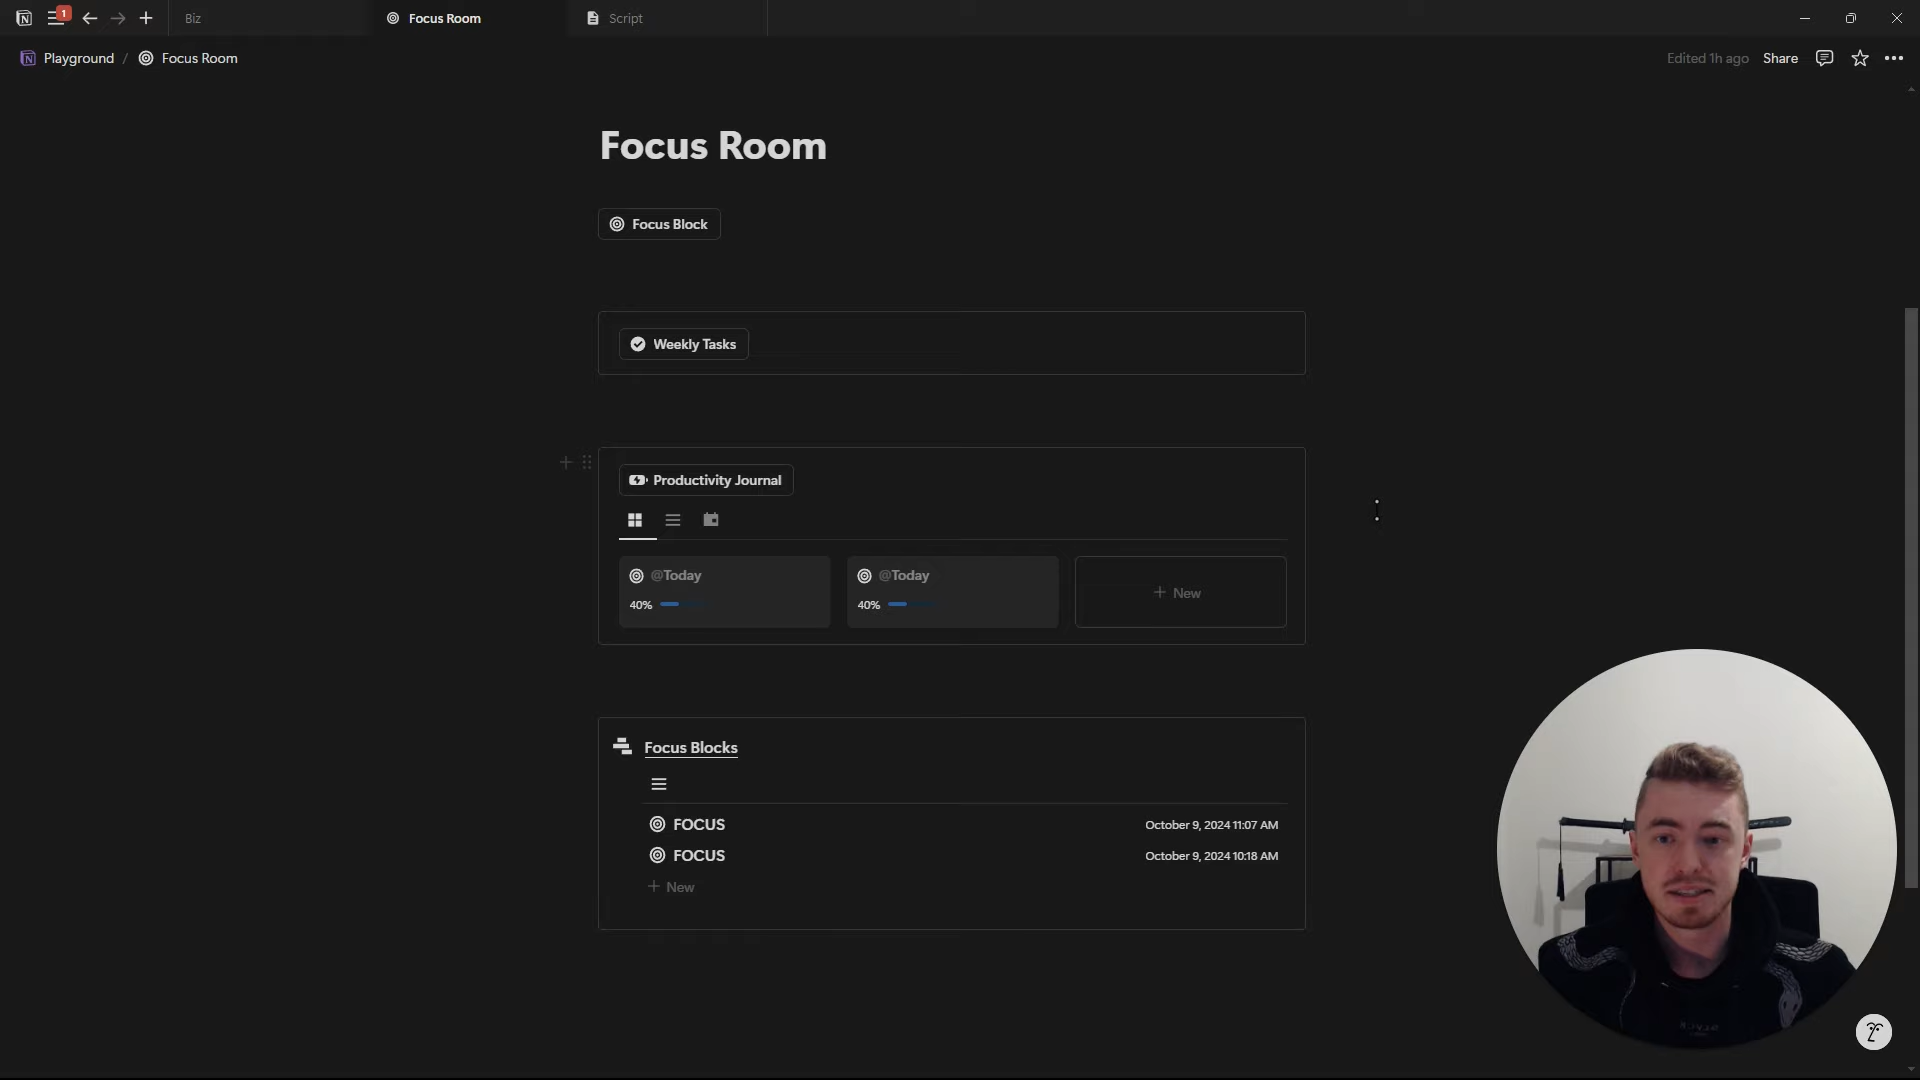 1
Biz
Focus Room
Script
Playground / Focus Room
Edited 1h ago
Share
Focus Room
Focus Block
Weekly Tasks
Productivity Journal
@Today
40%
@Today
40%
+ New
Focus Blocks
FOCUS
October 9, 2024 11:07 AM
FOCUS
October 9, 2024 10:18 AM
+ New